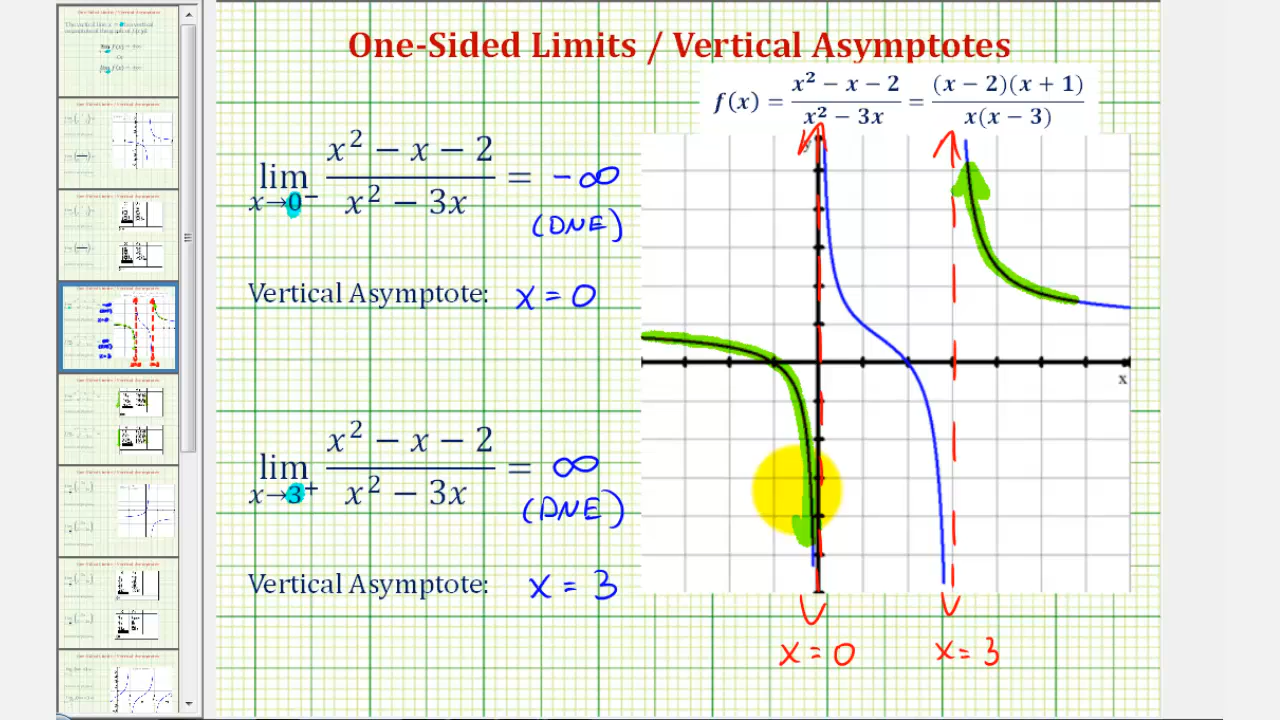 One-Sided Limits / Vertical Asymptotes
f(x) = (x² − x − 2)/(x² − 3x) = ((x − 2)(x + 1))/(x(x − 3))
lim x→0⁻ (x² − x − 2)/(x² − 3x) = -∞
(DNE)
Vertical Asymptote: x = 0
lim x→3⁺ (x² − x − 2)/(x² − 3x) = ∞
(DNE)
Vertical Asymptote: x = 3
y
x
x = 0
x = 3